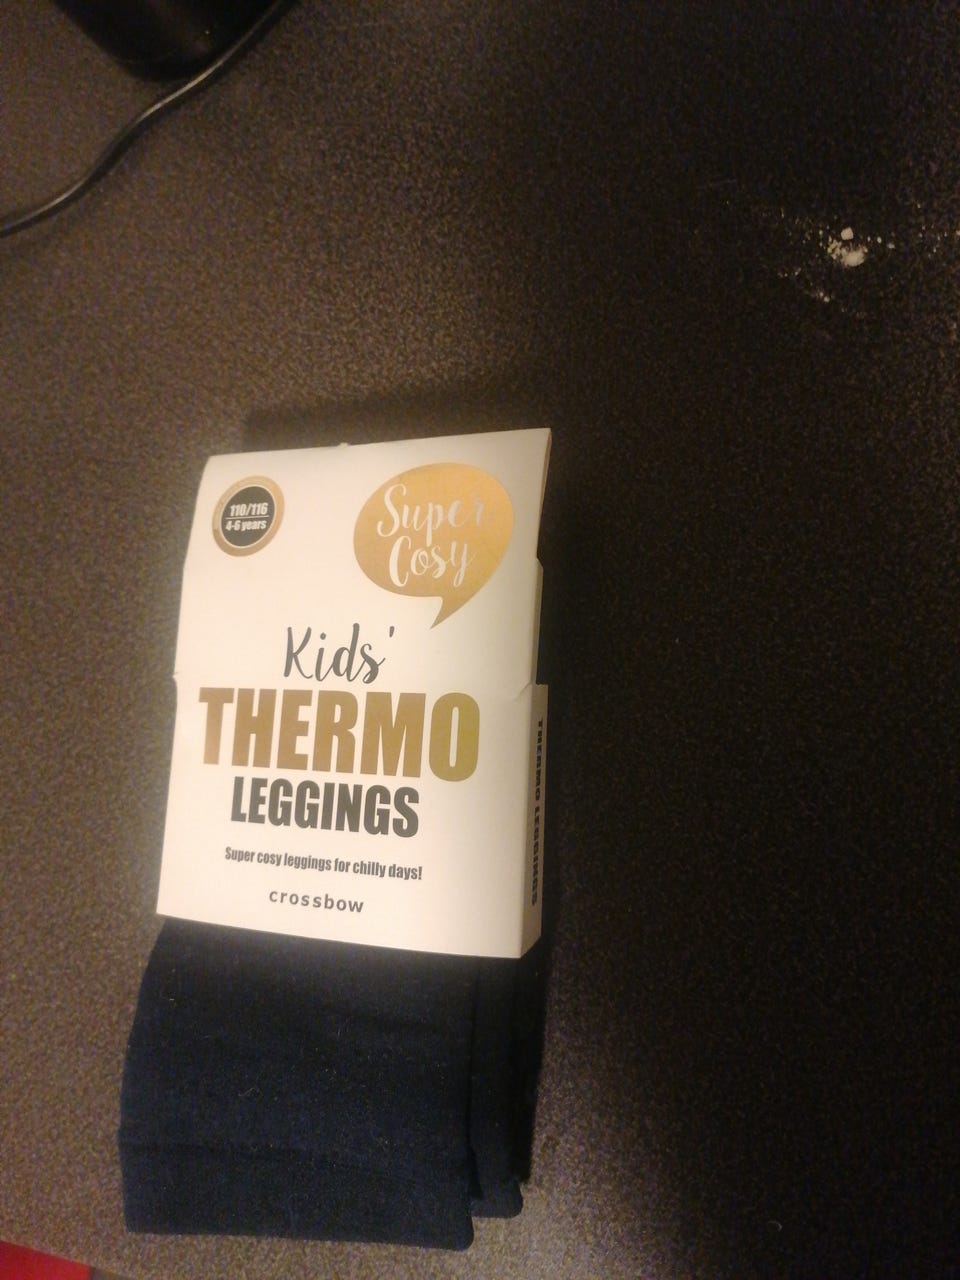 110/116
4-6 years
Super
Cosy
Kids'
THERMO
LEGGINGS
Super cosy leggings for chilly days!
crossbow
THERMO LEGGINGS